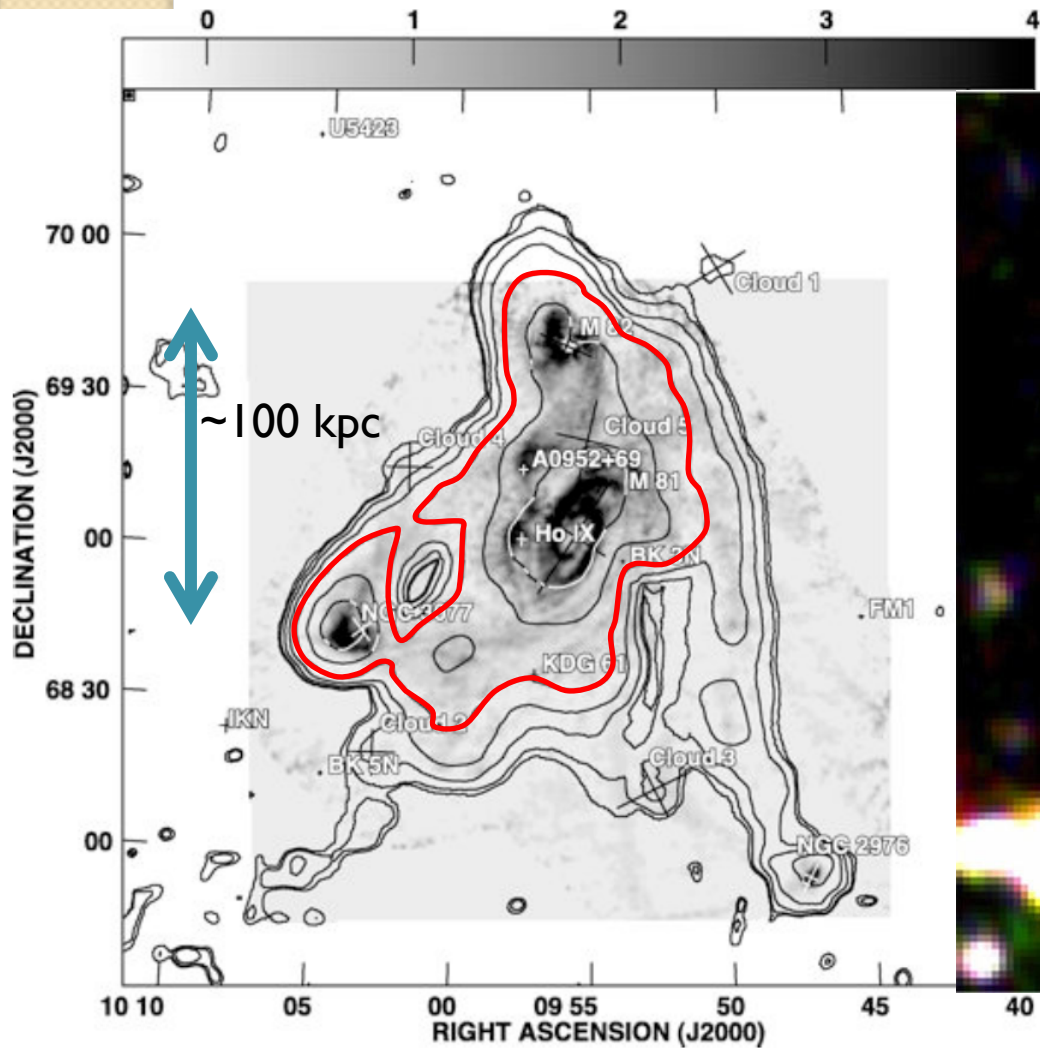 0 1 2 3 4
U5423
70 00
Cloud 1
M 82
69 30
~100 kpc
Cloud 4
Cloud 5
A0952+69
M 81
DECLINATION (J2000)
00
Ho IX
BK 3N
NGC 3077
FM1
KDG 61
68 30
IKN
Cloud 2
BK 5N
Cloud 3
00
NGC 2976
10 10 05 00 09 55 50 45 40
RIGHT ASCENSION (J2000)